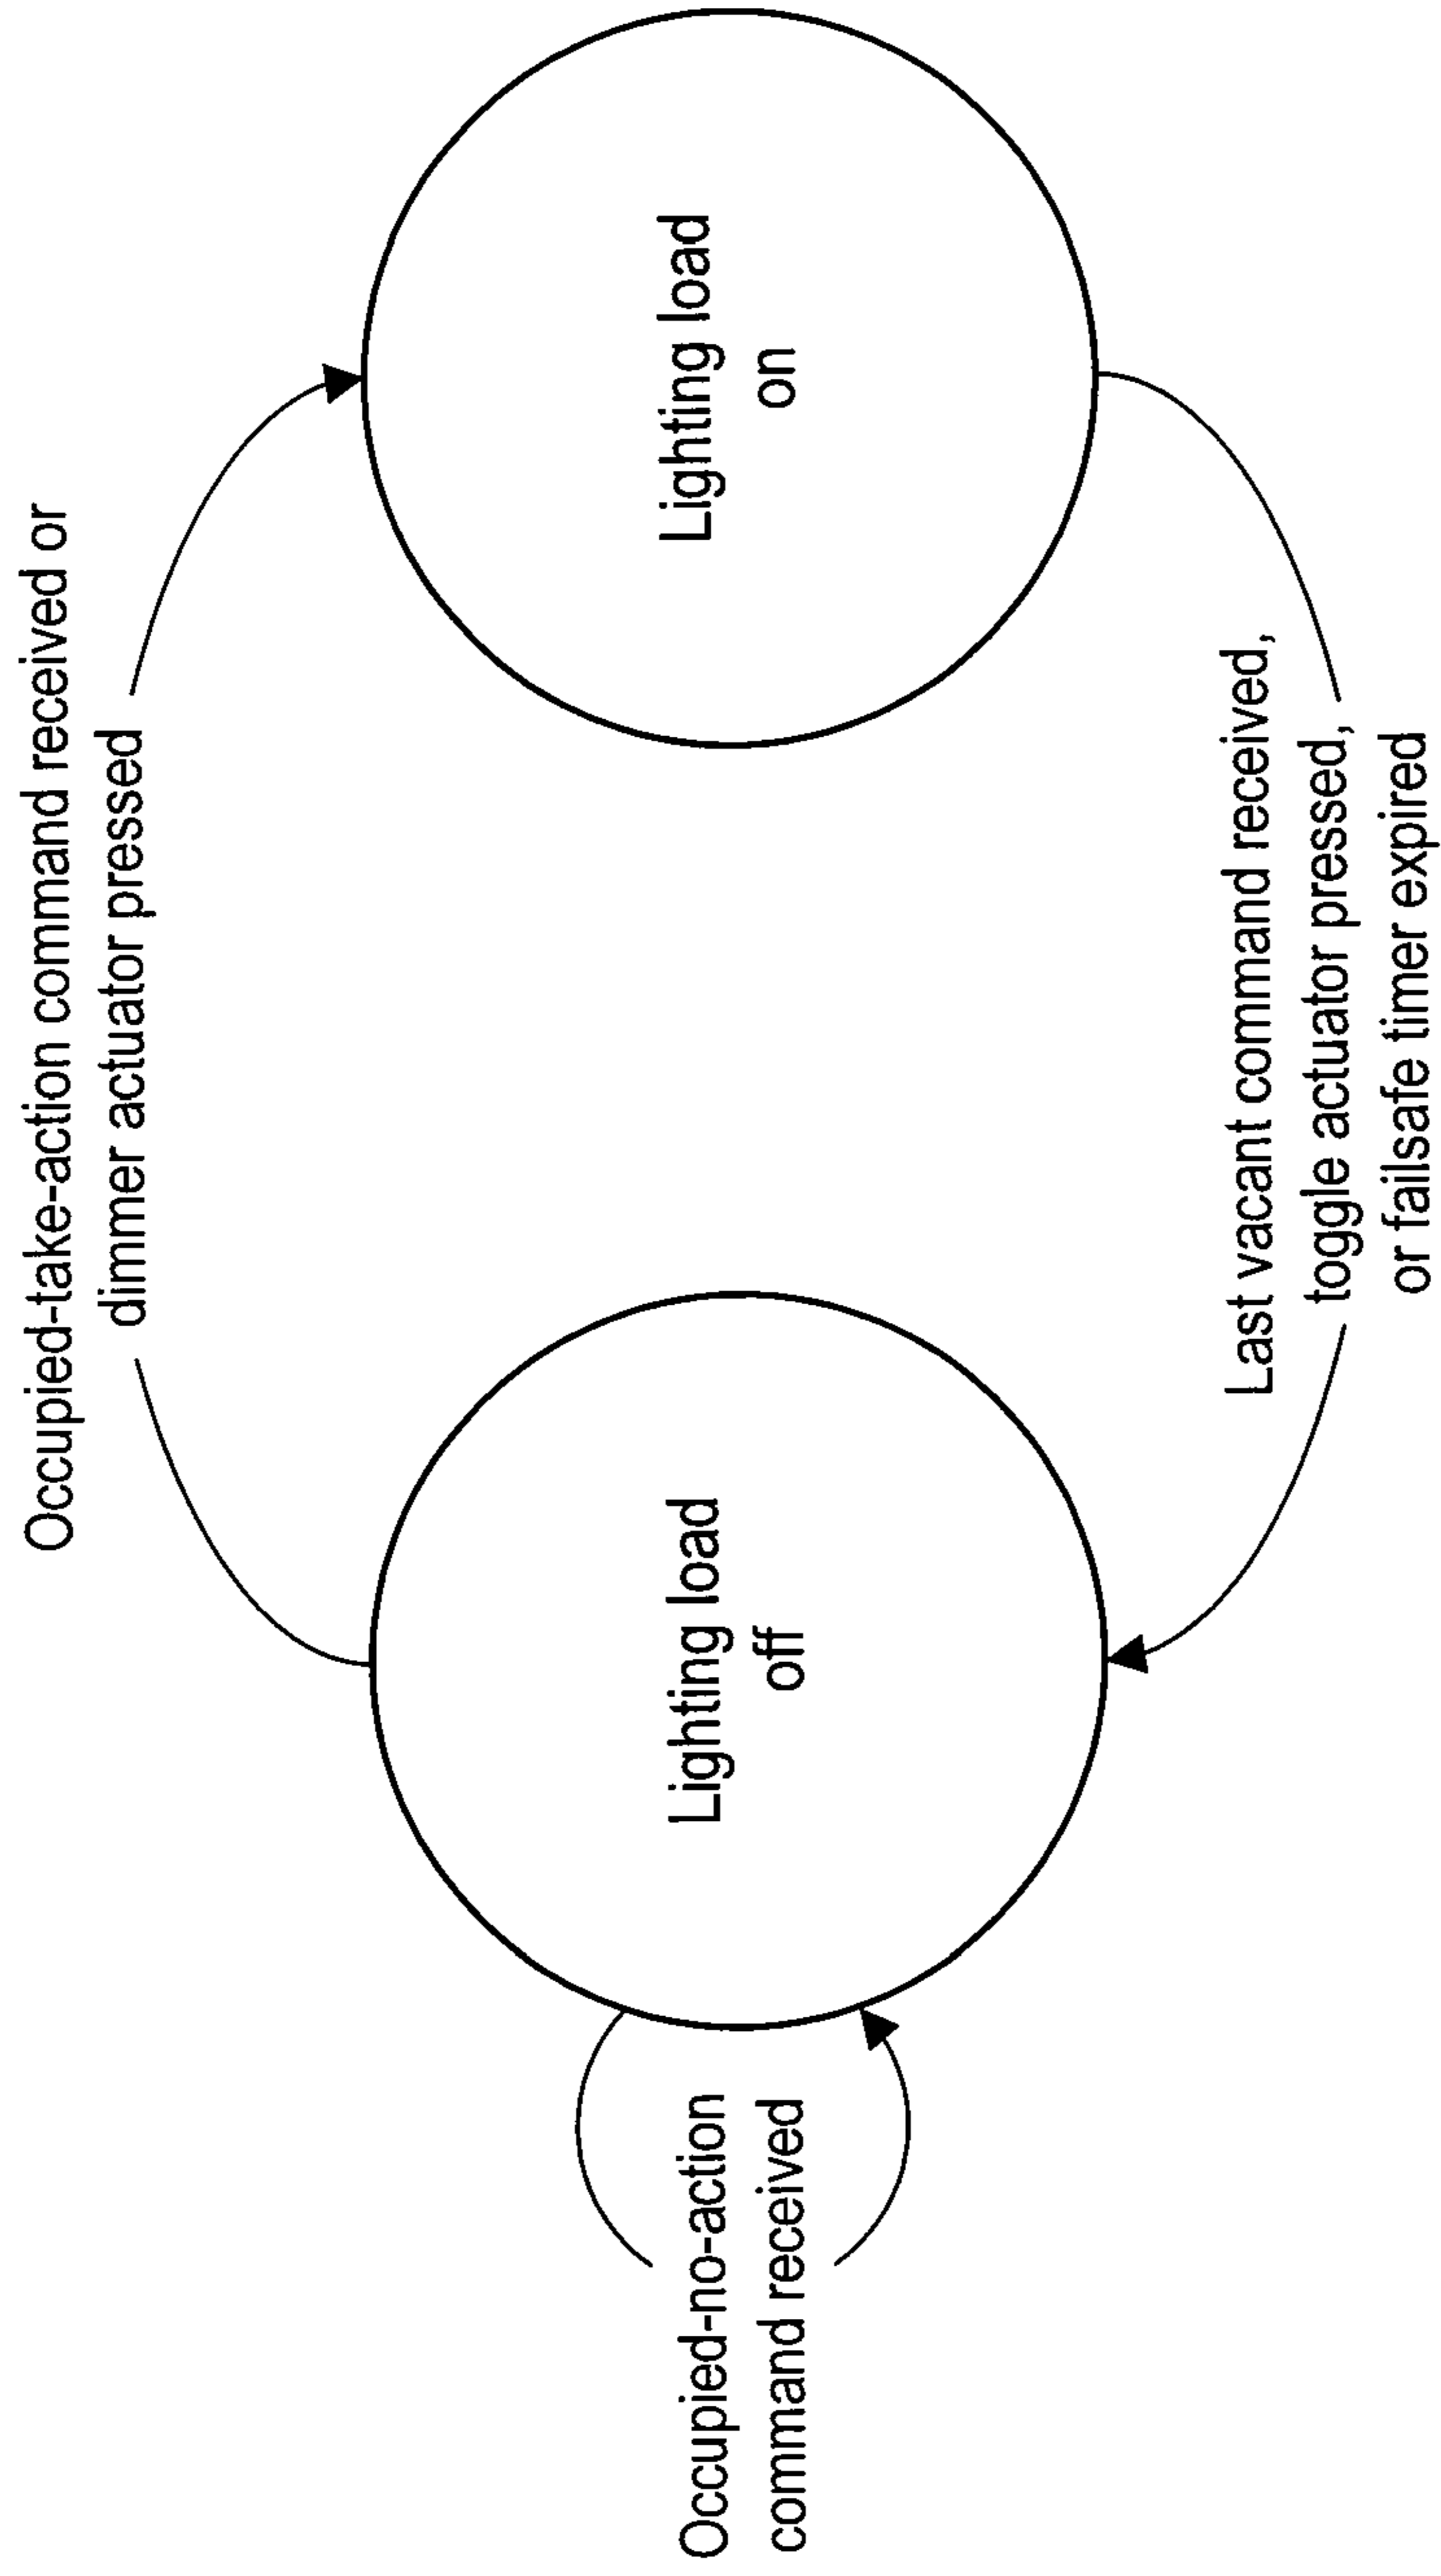 Occupied-take-action command received or
dimmer actuator pressed
Occupied-no-action
command received
Lighting load
off
Lighting load
on
Last vacant command received,
toggle actuator pressed,
or failsafe timer expired